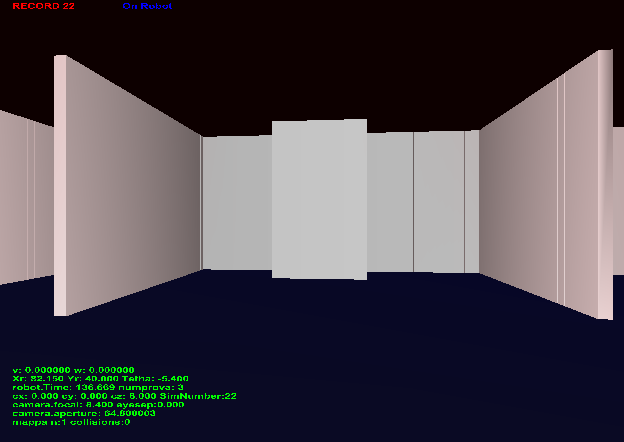 RECORD 22 On Robot
v: 0.000000 w: 0.000000
Xr: 82.150 Yr: 40.000 Tetha: -5.400
robot.Time: 136.669 numprova: 3
cx: 0.000 cy: 0.000 cz: 6.000 SimNumber:22
camera.focal: 8.400 eyesep:0.000
camera.aperture: 64.600003
mappa n:1 collisions:0